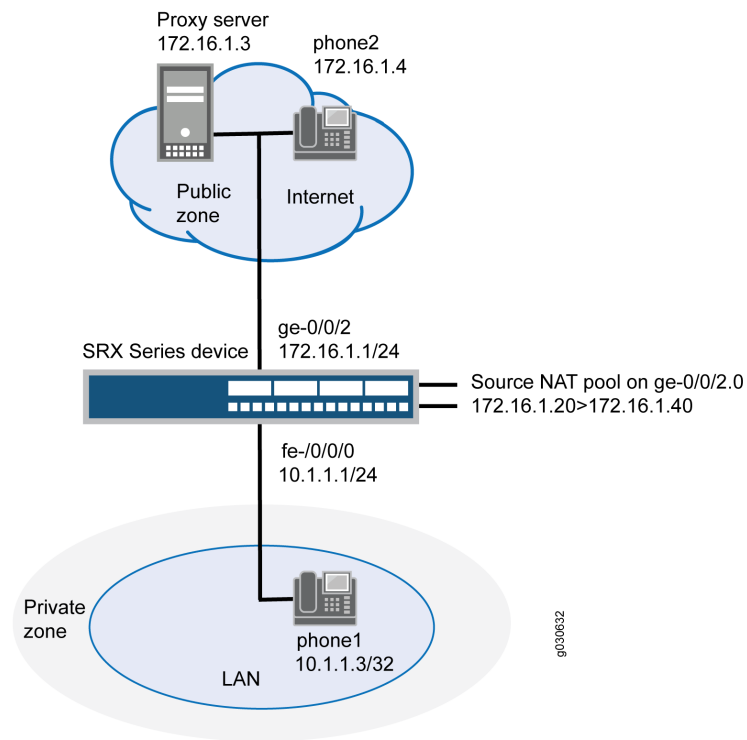 Proxy server
172.16.1.3
phone2
172.16.1.4
Public
zone
Internet
ge-0/0/2
172.16.1.1/24
SRX Series device
Source NAT pool on ge-0/0/2.0
172.16.1.20>172.16.1.40
fe-/0/0/0
10.1.1.1/24
Private
zone
phone1
10.1.1.3/32
LAN
g030632